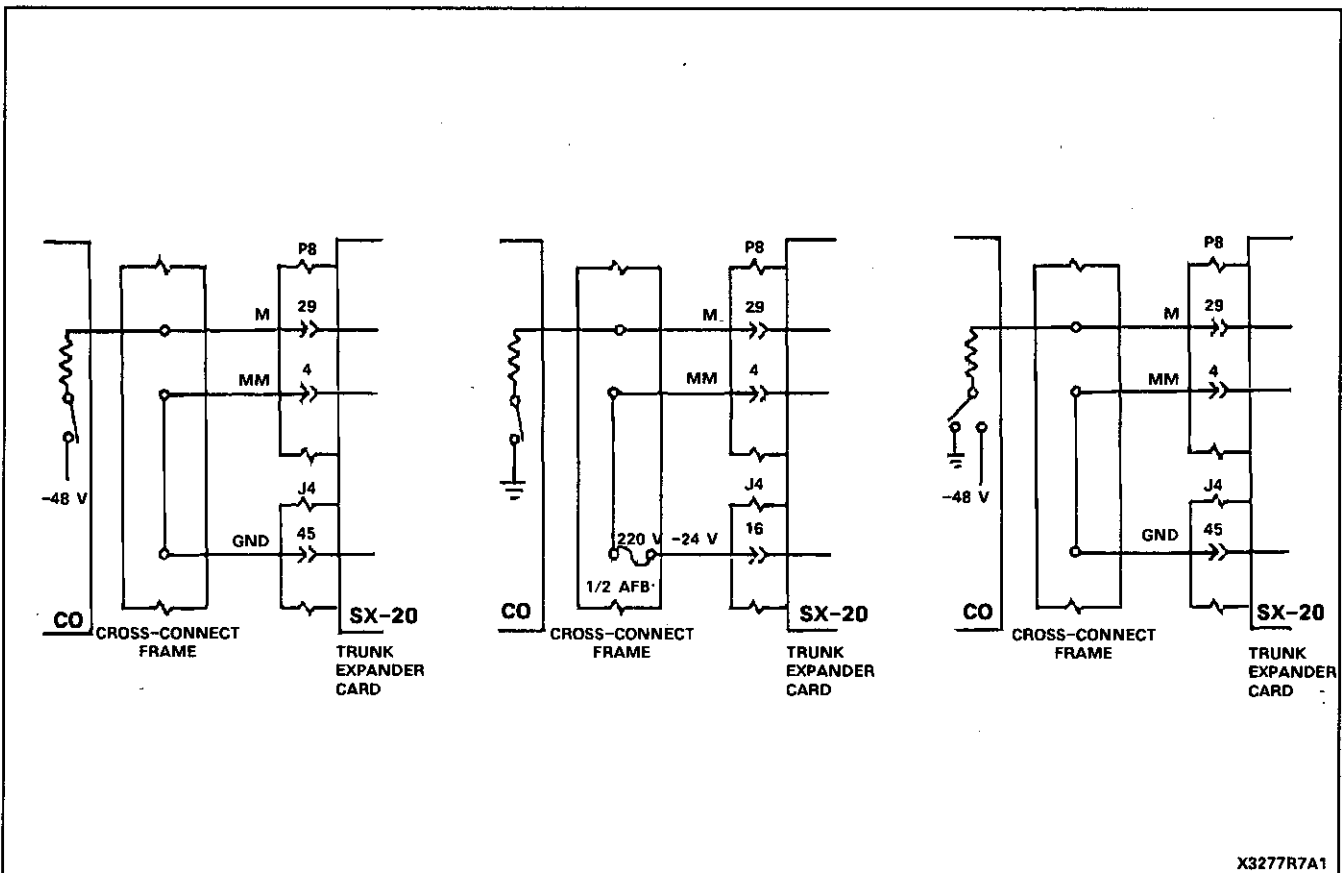 P8
29
M
4
MM
-48 V
J4
45
GND
CO
SX-20
CROSS-CONNECT
FRAME
TRUNK
EXPANDER
CARD
P8
29
M
4
MM
J4
16
220 V -24 V
1/2 AFB
CO
SX-20
CROSS-CONNECT
FRAME
TRUNK
EXPANDER
CARD
P8
29
M
4
MM
-48 V
J4
45
GND
CO
SX-20
CROSS-CONNECT
FRAME
TRUNK
EXPANDER
CARD
X3277R7A1